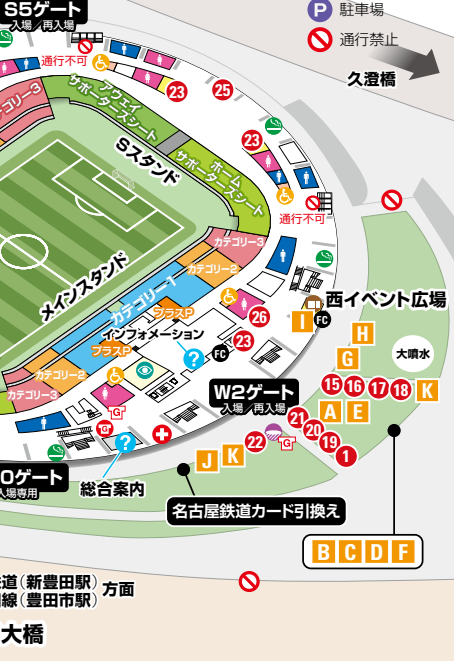 S5ゲート
入場／再入場
P 駐車場
通行禁止
通行不可
久澄橋
23
25
23
カテゴリー3
アウェイ
サポーターズシート
Sスタンド
ホーム
サポーターズシート
通行不可
カテゴリー3
カテゴリー2
カテゴリー1
メインスタンド
プラスP
26
I
FC
西イベント広場
インフォメーション
?
FC
23
H
G
大噴水
プラスP
カテゴリー2
カテゴリー3
W2ゲート
入場／再入場
15
16
17
18
K
A
E
G
G
?
22
G
21
20
19
1
J
K
0ゲート
入場専用
総合案内
名古屋鉄道カード引換え
B C D F
道（新豊田駅）
線（豊田市駅）
方面
大橋